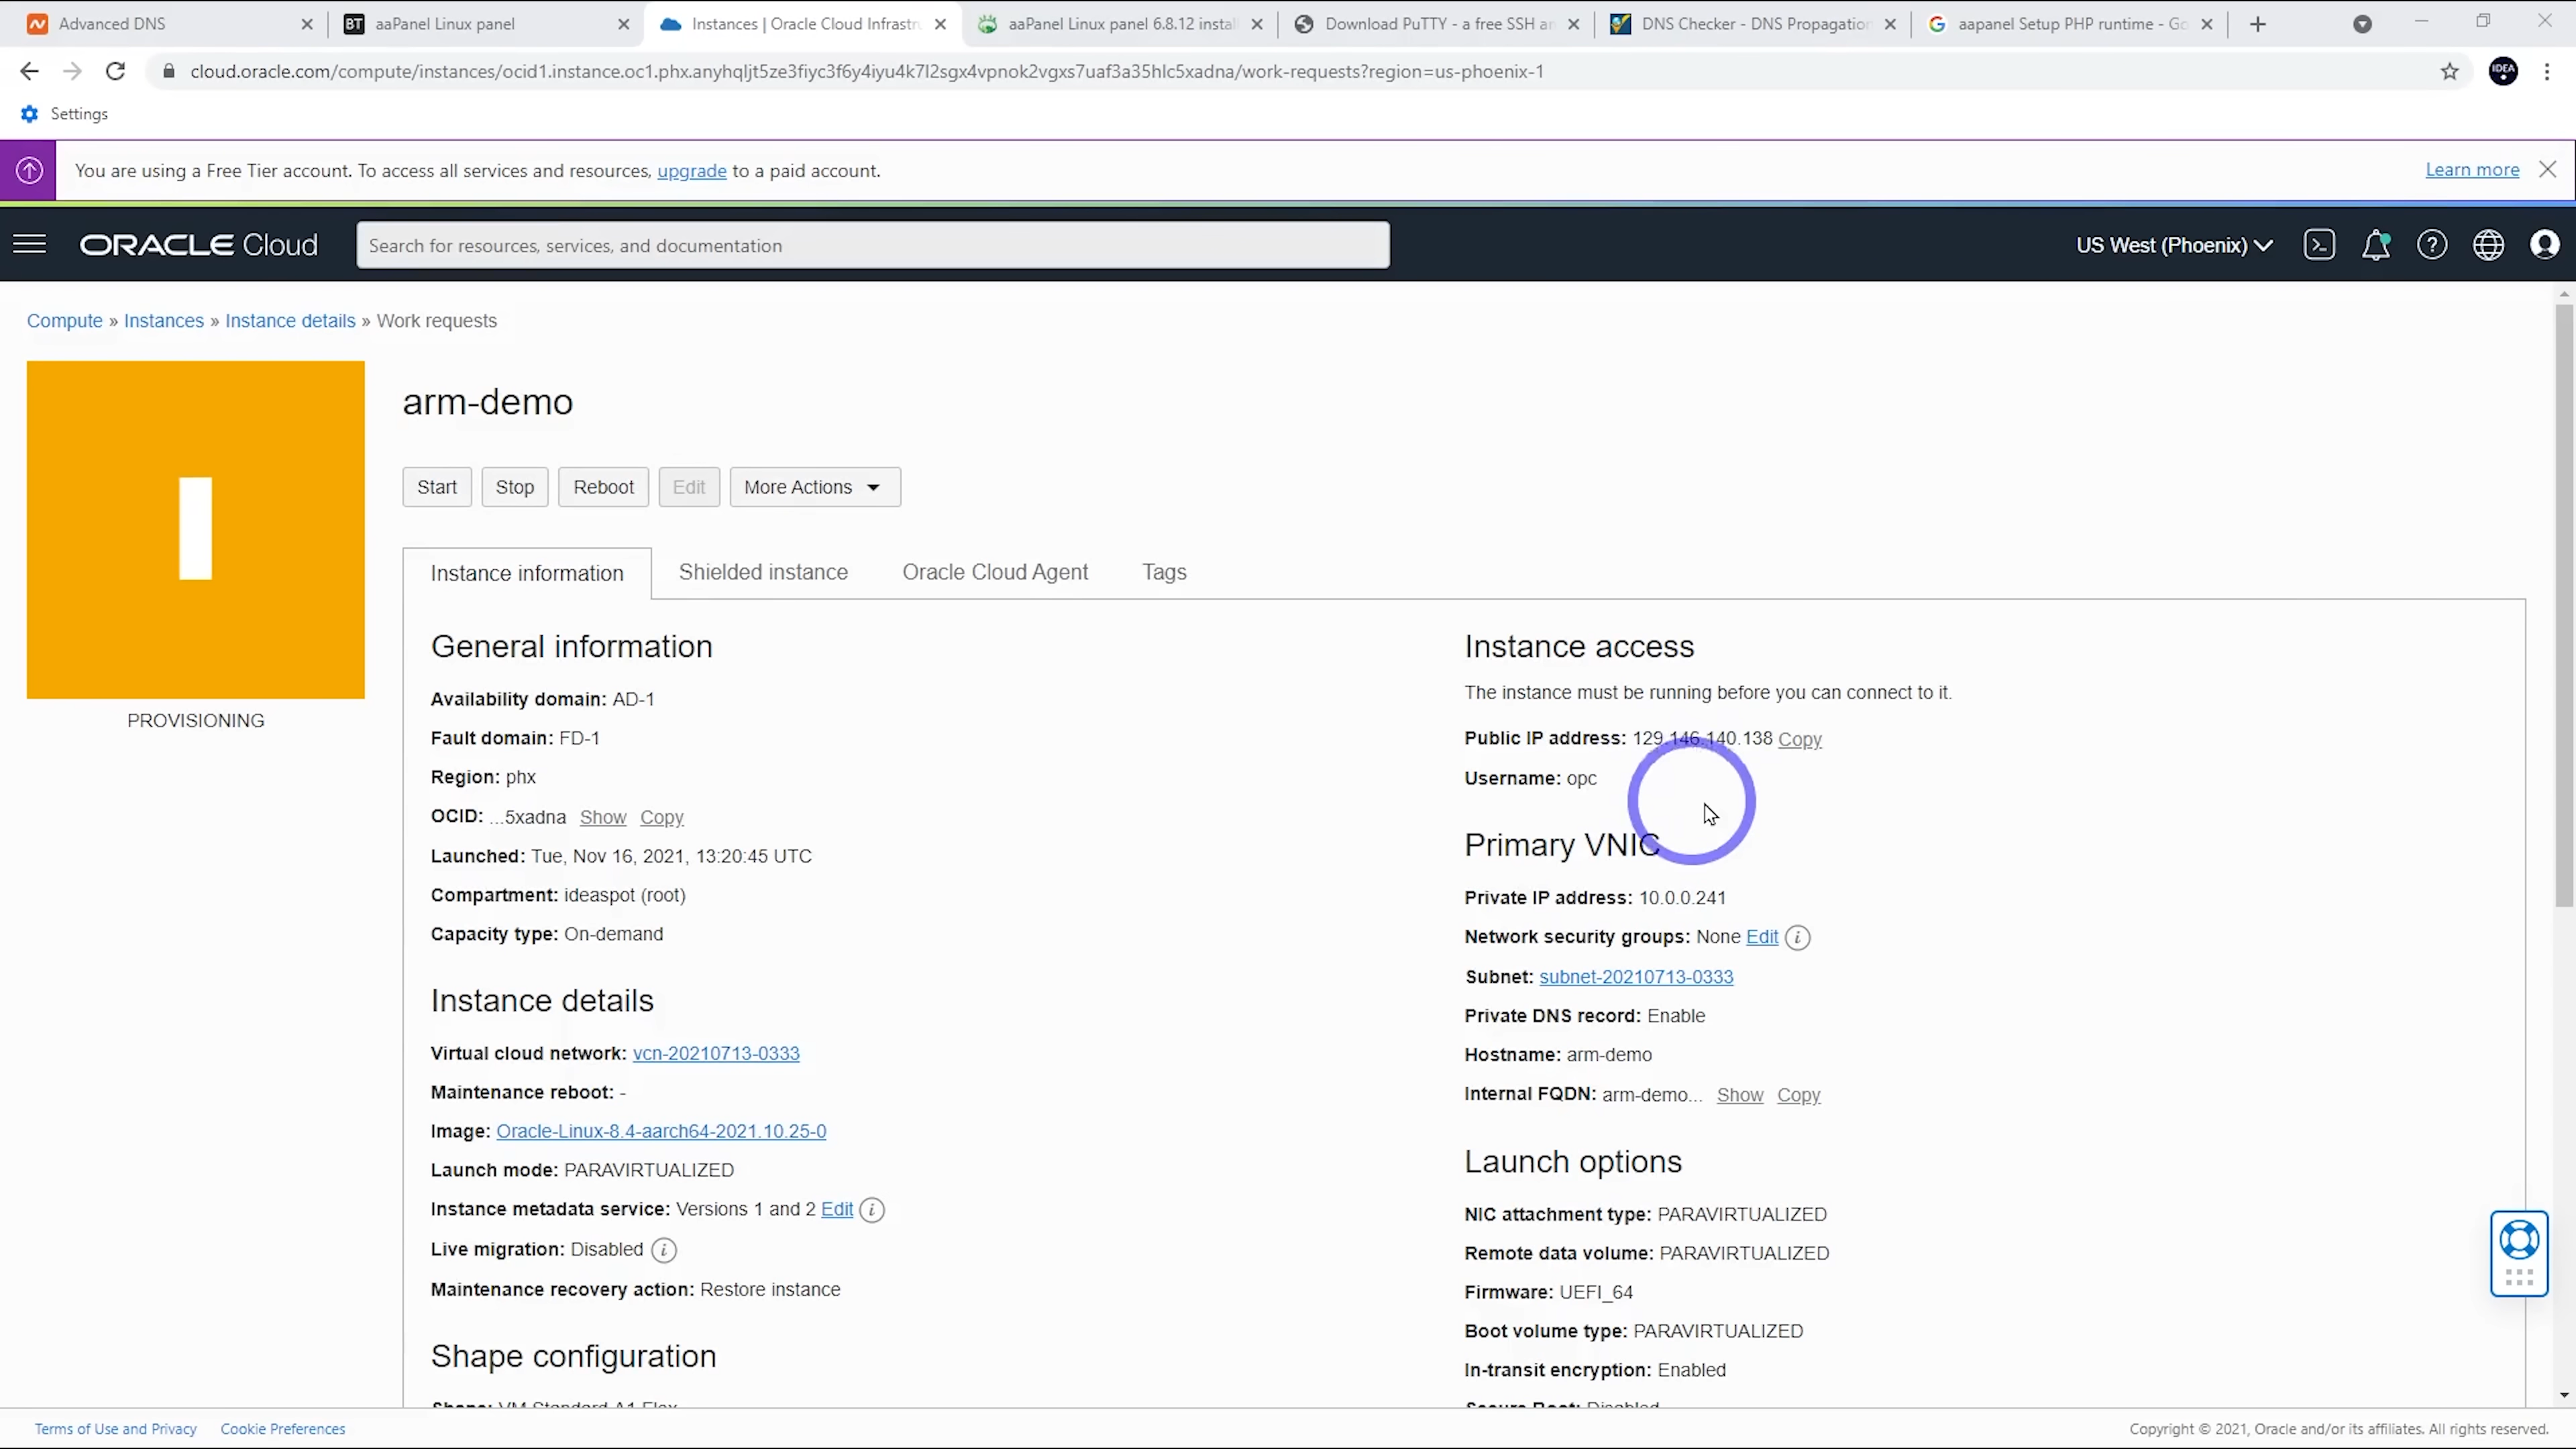 Advanced DNS
BT aaPanel Linux panel
Instances | Oracle Cloud Infrastru
aaPanel Linux panel 6.8.12 instal
Download PuTTY - a free SSH an
DNS Checker - DNS Propagation
aapanel Setup PHP runtime - Go
cloud.oracle.com/compute/instances/ocid1.instance.oc1.phx.anyhqljt5ze3fiyc3f6y4iyu4k7l2sgx4vpnok2vgxs7uaf3a35hlc5xadna/work-requests?region=us-phoenix-1
IDEA
Settings
You are using a Free Tier account. To access all services and resources, upgrade to a paid account.
Learn more
ORACLE Cloud
Search for resources, services, and documentation
US West (Phoenix)
Compute » Instances » Instance details » Work requests
arm-demo
Start Stop Reboot Edit More Actions
PROVISIONING
Instance information Shielded instance Oracle Cloud Agent Tags
General information
Availability domain: AD-1
Fault domain: FD-1
Region: phx
OCID: ...5xadna Show Copy
Launched: Tue, Nov 16, 2021, 13:20:45 UTC
Compartment: ideaspot (root)
Capacity type: On-demand
Instance details
Virtual cloud network: vcn-20210713-0333
Maintenance reboot: -
Image: Oracle-Linux-8.4-aarch64-2021.10.25-0
Launch mode: PARAVIRTUALIZED
Instance metadata service: Versions 1 and 2 Edit
Live migration: Disabled
Maintenance recovery action: Restore instance
Shape configuration
Shape: VM.Standard.A1.Flex
Instance access
The instance must be running before you can connect to it.
Public IP address: 129.146.140.138 Copy
Username: opc
Primary VNIC
Private IP address: 10.0.0.241
Network security groups: None Edit
Subnet: subnet-20210713-0333
Private DNS record: Enable
Hostname: arm-demo
Internal FQDN: arm-demo... Show Copy
Launch options
NIC attachment type: PARAVIRTUALIZED
Remote data volume: PARAVIRTUALIZED
Firmware: UEFI_64
Boot volume type: PARAVIRTUALIZED
In-transit encryption: Enabled
Secure Boot: Disabled
Terms of Use and Privacy Cookie Preferences
Copyright © 2021, Oracle and/or its affiliates. All rights reserved.